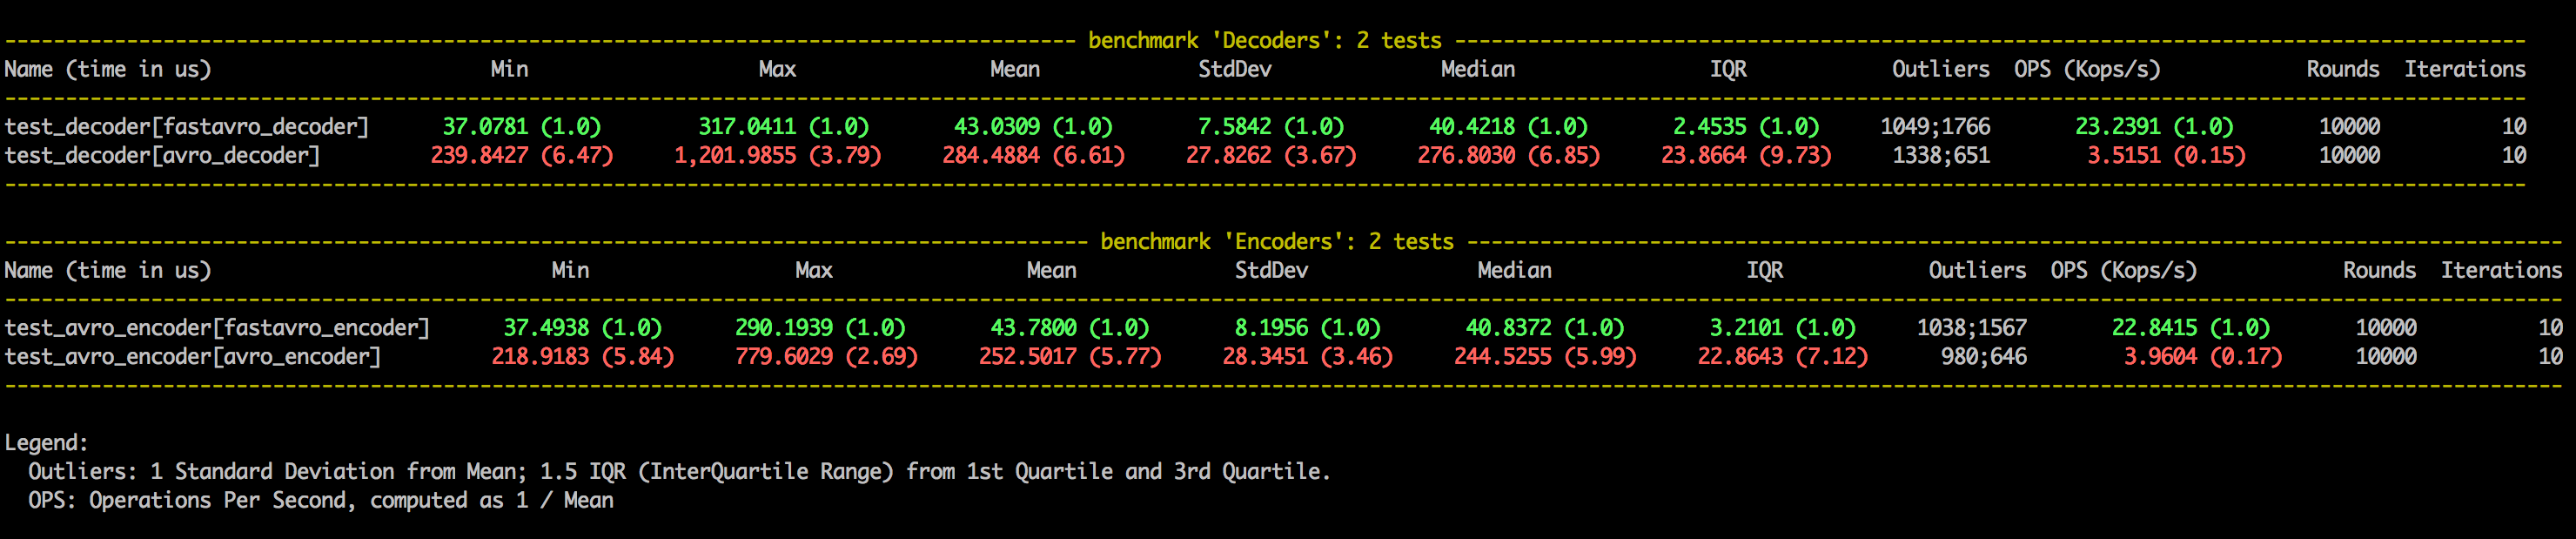 ---------------------------------------------------------------------------------------- benchmark 'Decoders': 2 tests ----------------------------------------------------------------------------------------
Name (time in us) Min Max Mean StdDev Median IQR Outliers OPS (Kops/s) Rounds Iterations
----------------------------------------------------------------------------------------
test_decoder[fastavro_decoder] 37.0781 (1.0) 317.0411 (1.0) 43.0309 (1.0) 7.5842 (1.0) 40.4218 (1.0) 2.4535 (1.0) 1049;1766 23.2391 (1.0) 10000 10
test_decoder[avro_decoder] 239.8427 (6.47) 1,201.9855 (3.79) 284.4884 (6.61) 27.8262 (3.67) 276.8030 (6.85) 23.8664 (9.73) 1338;651 3.5151 (0.15) 10000 10
----------------------------------------------------------------------------------------
----------------------------------------------------------------------------------------- benchmark 'Encoders': 2 tests ------------------------------------------------------------------------------------------
Name (time in us) Min Max Mean StdDev Median IQR Outliers OPS (Kops/s) Rounds Iterations
----------------------------------------------------------------------------------------
test_avro_encoder[fastavro_encoder] 37.4938 (1.0) 290.1939 (1.0) 43.7800 (1.0) 8.1956 (1.0) 40.8372 (1.0) 3.2101 (1.0) 1038;1567 22.8415 (1.0) 10000 10
test_avro_encoder[avro_encoder] 218.9183 (5.84) 779.6029 (2.69) 252.5017 (5.77) 28.3451 (3.46) 244.5255 (5.99) 22.8643 (7.12) 980;646 3.9604 (0.17) 10000 10
----------------------------------------------------------------------------------------
Legend:
Outliers: 1 Standard Deviation from Mean; 1.5 IQR (InterQuartile Range) from 1st Quartile and 3rd Quartile.
OPS: Operations Per Second, computed as 1 / Mean